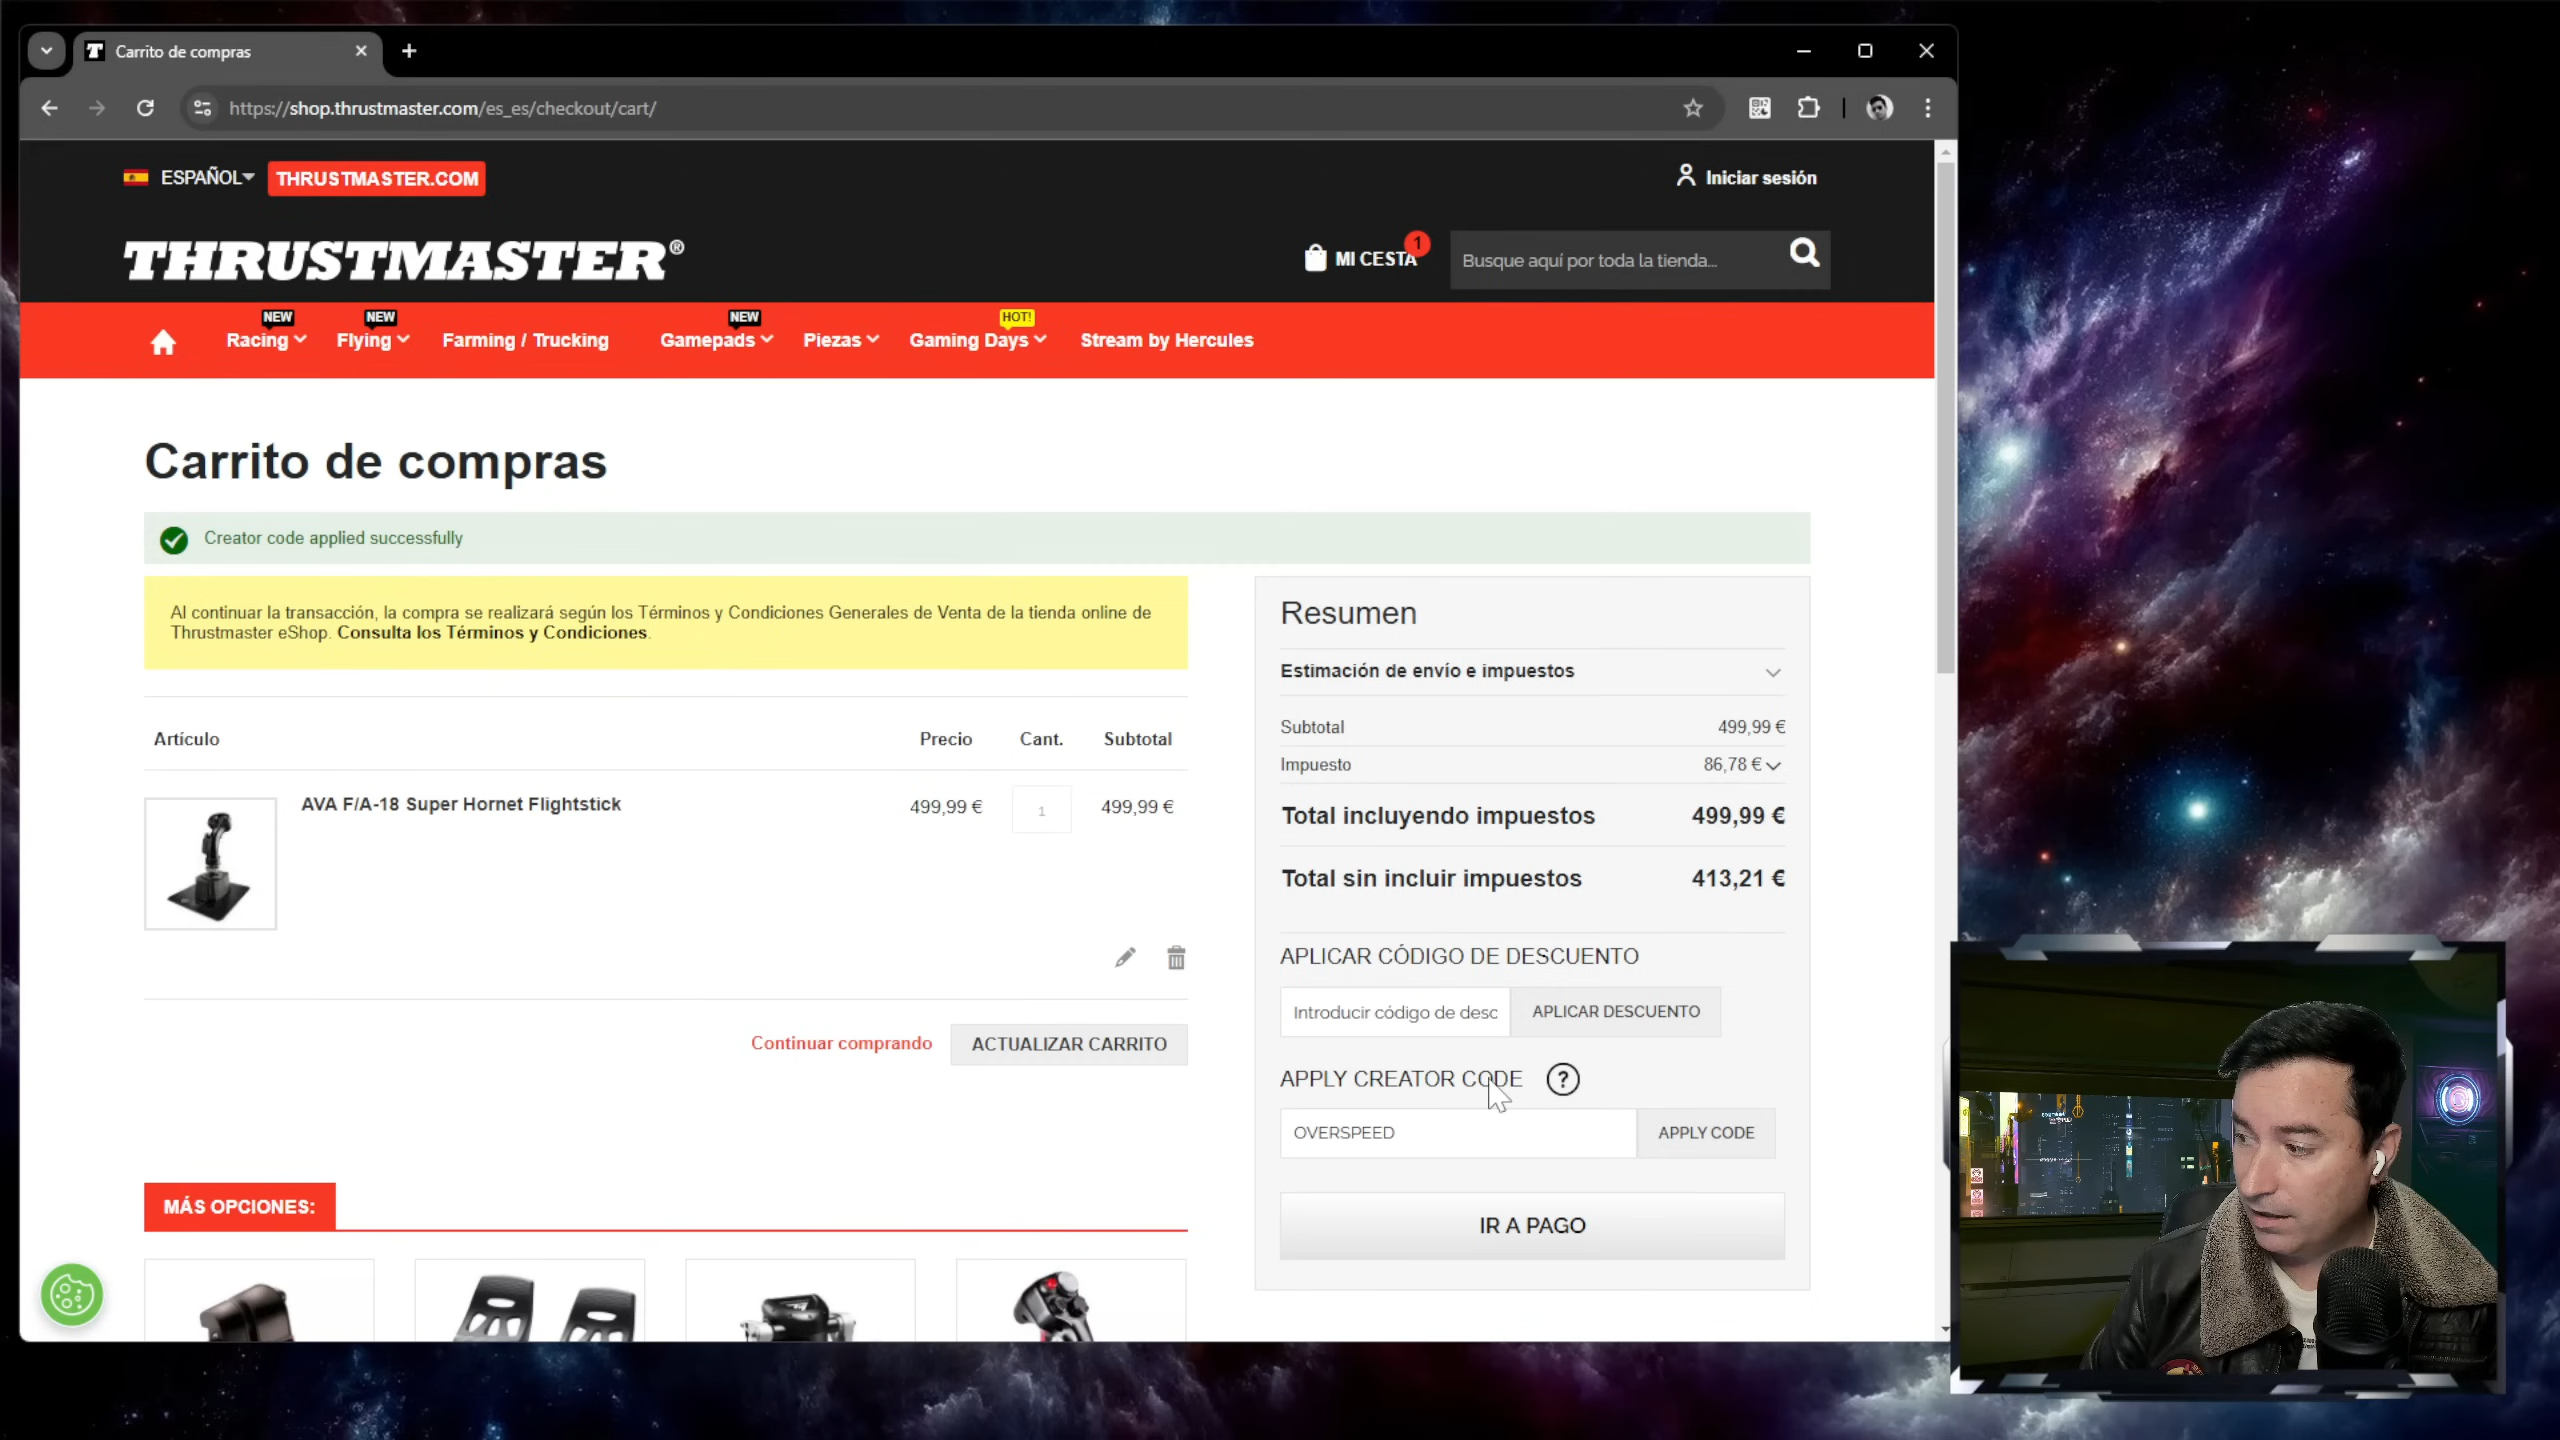 Carrito de compras
https://shop.thrustmaster.com/es_es/checkout/cart/
ESPAÑOL
THRUSTMASTER.COM
Iniciar sesión
THRUSTMASTER®
MI CESTA
1
Busque aquí por toda la tienda...
NEW
NEW
NEW
HOT!
Racing
Flying
Farming / Trucking
Gamepads
Piezas
Gaming Days
Stream by Hercules
Carrito de compras
Creator code applied successfully
Al continuar la transacción, la compra se realizará según los Términos y Condiciones Generales de Venta de la tienda online de
Thrustmaster eShop. Consulta los Términos y Condiciones.
Artículo
Precio
Cant.
Subtotal
AVA F/A-18 Super Hornet Flightstick
499,99 €
1
499,99 €
Continuar comprando
ACTUALIZAR CARRITO
MÁS OPCIONES:
Resumen
Estimación de envío e impuestos
Subtotal
499,99 €
Impuesto
86,78 €
Total incluyendo impuestos
499,99 €
Total sin incluir impuestos
413,21 €
APLICAR CÓDIGO DE DESCUENTO
Introducir código de desc
APLICAR DESCUENTO
APPLY CREATOR CODE
?
OVERSPEED
APPLY CODE
IR A PAGO